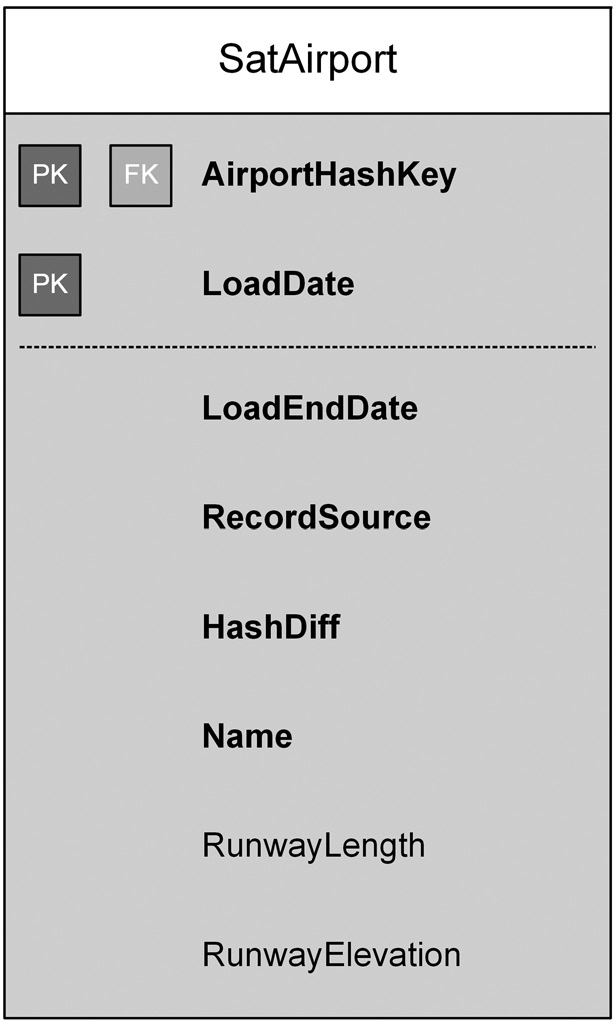 SatAirport
PK FK AirportHashKey
PK LoadDate
LoadEndDate
RecordSource
HashDiff
Name
RunwayLength
RunwayElevation